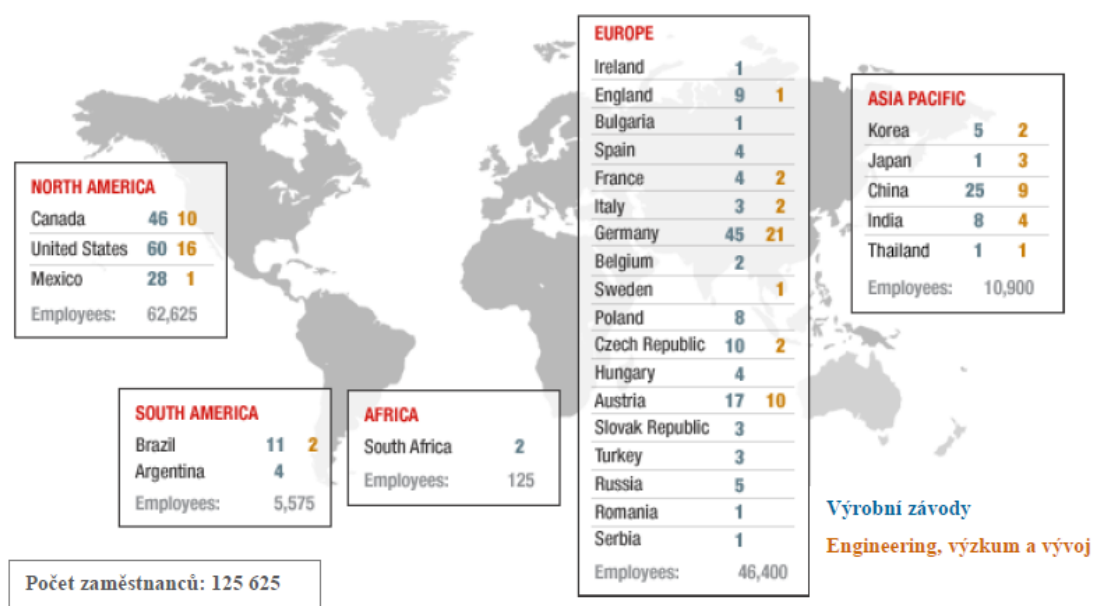 NORTH AMERICA
Canada 46 10
United States 60 16
Mexico 28 1
Employees: 62,625
SOUTH AMERICA
Brazil 11 2
Argentina 4
Employees: 5,575
AFRICA
South Africa 2
Employees: 125
EUROPE
Ireland 1
England 9 1
Bulgaria 1
Spain 4
France 4 2
Italy 3 2
Germany 45 21
Belgium 2
Sweden 1
Poland 8
Czech Republic 10 2
Hungary 4
Austria 17 10
Slovak Republic 3
Turkey 3
Russia 5
Romania 1
Serbia 1
Employees: 46,400
ASIA PACIFIC
Korea 5 2
Japan 1 3
China 25 9
India 8 4
Thailand 1 1
Employees: 10,900
Výrobní závody
Engineering, výzkum a vývoj
Počet zaměstnanců: 125 625